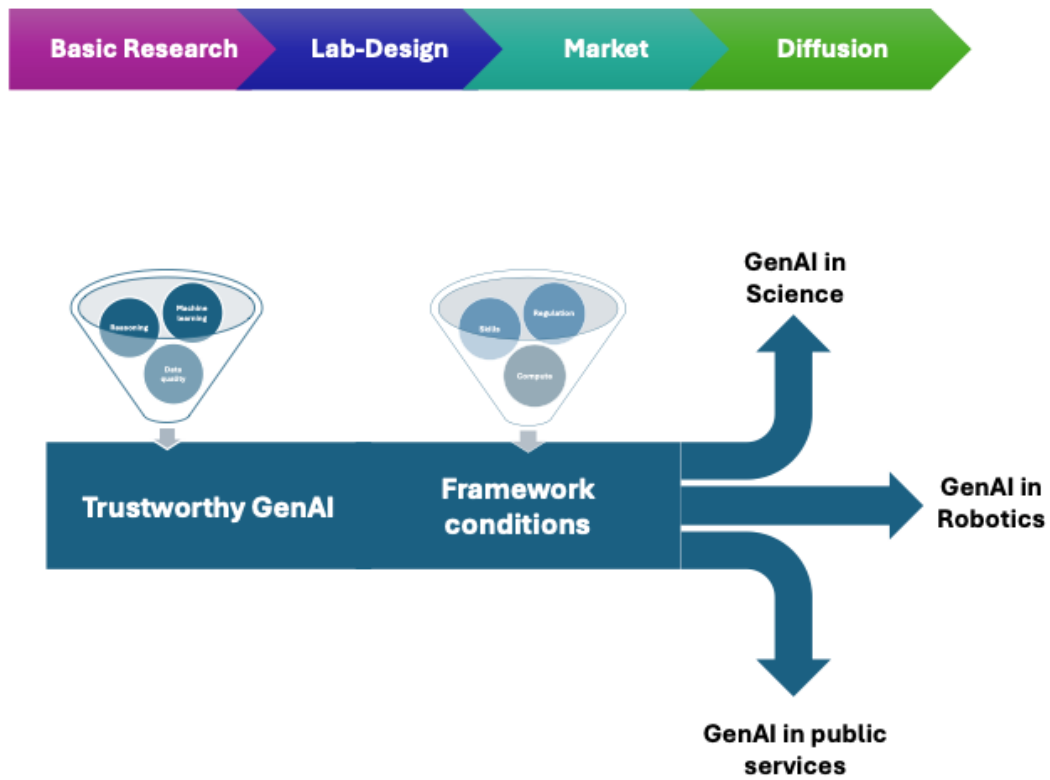 Basic Research
Lab-Design
Market
Diffusion
GenAI in
Science
Reasoning
Machine
learning
Data
quality
Skills
Regulation
Compute
Trustworthy GenAI
Framework
conditions
GenAI in
Robotics
GenAI in public
services